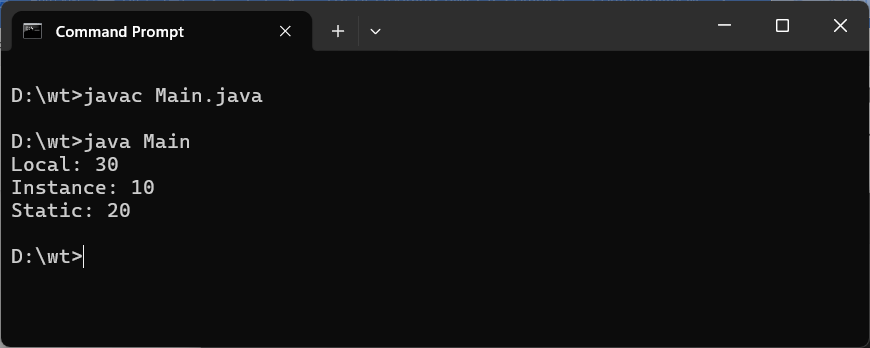 Command Prompt
D:\wt>javac Main.java
D:\wt>java Main
Local: 30
Instance: 10
Static: 20
D:\wt>